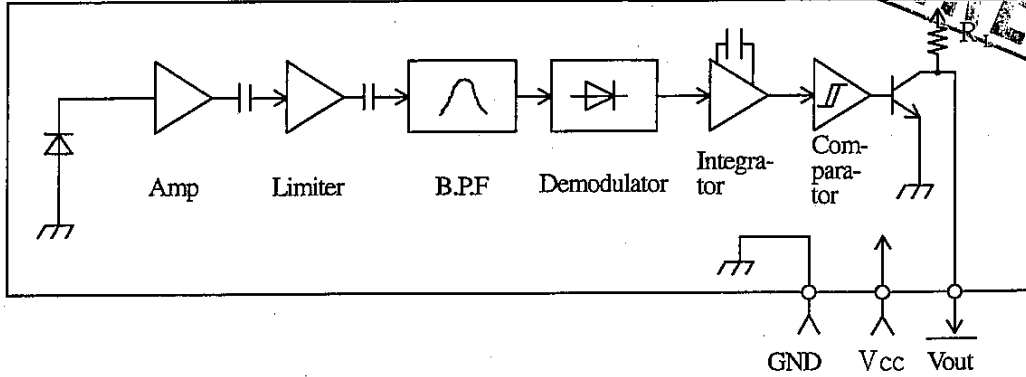 R L
Amp
Limiter
B.P.F
Demodulator
Integra-
tor
Com-
para-
tor
GND
Vcc
Vout